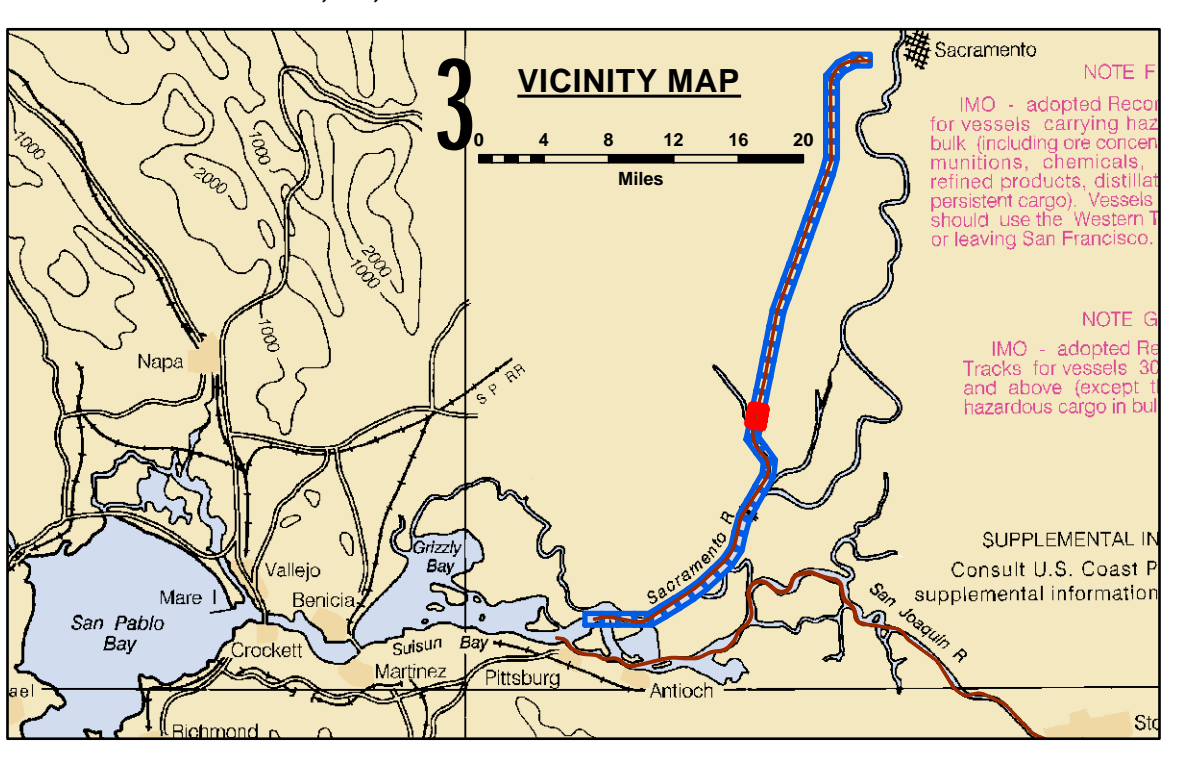 3
VICINITY MAP
0 4 8 12 16 20
Miles
Sacramento
NOTE F
IMO - adopted Recor
for vessels carrying haz
bulk (including ore concen
munitions, chemicals,
refined products, distillat
persistent cargo). Vessels
should use the Western T
or leaving San Francisco.
NOTE G
IMO - adopted Re
Tracks for vessels 30
and above (except t
hazardous cargo in bul
1000
1000
2000
2000
1000
1000
Napa
S P RR
Grizzly
Bay
Sacramento R
SUPPLEMENTAL IN
Consult U.S. Coast P
supplemental information
Vallejo
Mare I
Benicia
San Pablo
Bay
Crockett
Suisun Bay
Martinez
Pittsburg
Antioch
San Joaquin R
ael
Richmond
Sto